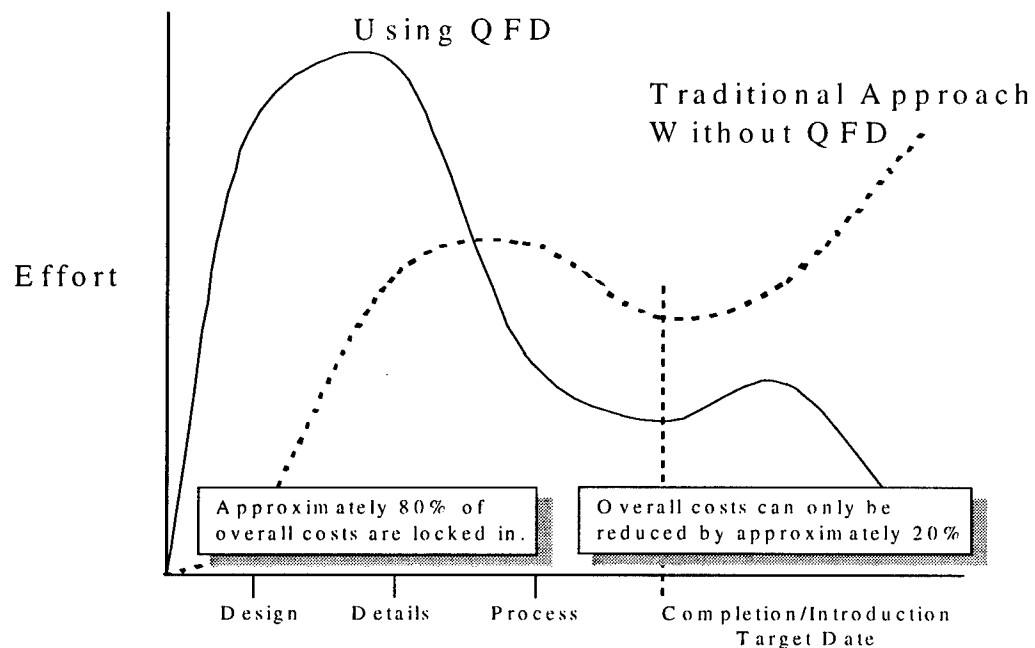 Using QFD
Traditional Approach
Without QFD
Effort
Approximately 80% of
overall costs are locked in.
Overall costs can only be
reduced by approximately 20%
Design
Details
Process
Completion/Introduction
Target Date